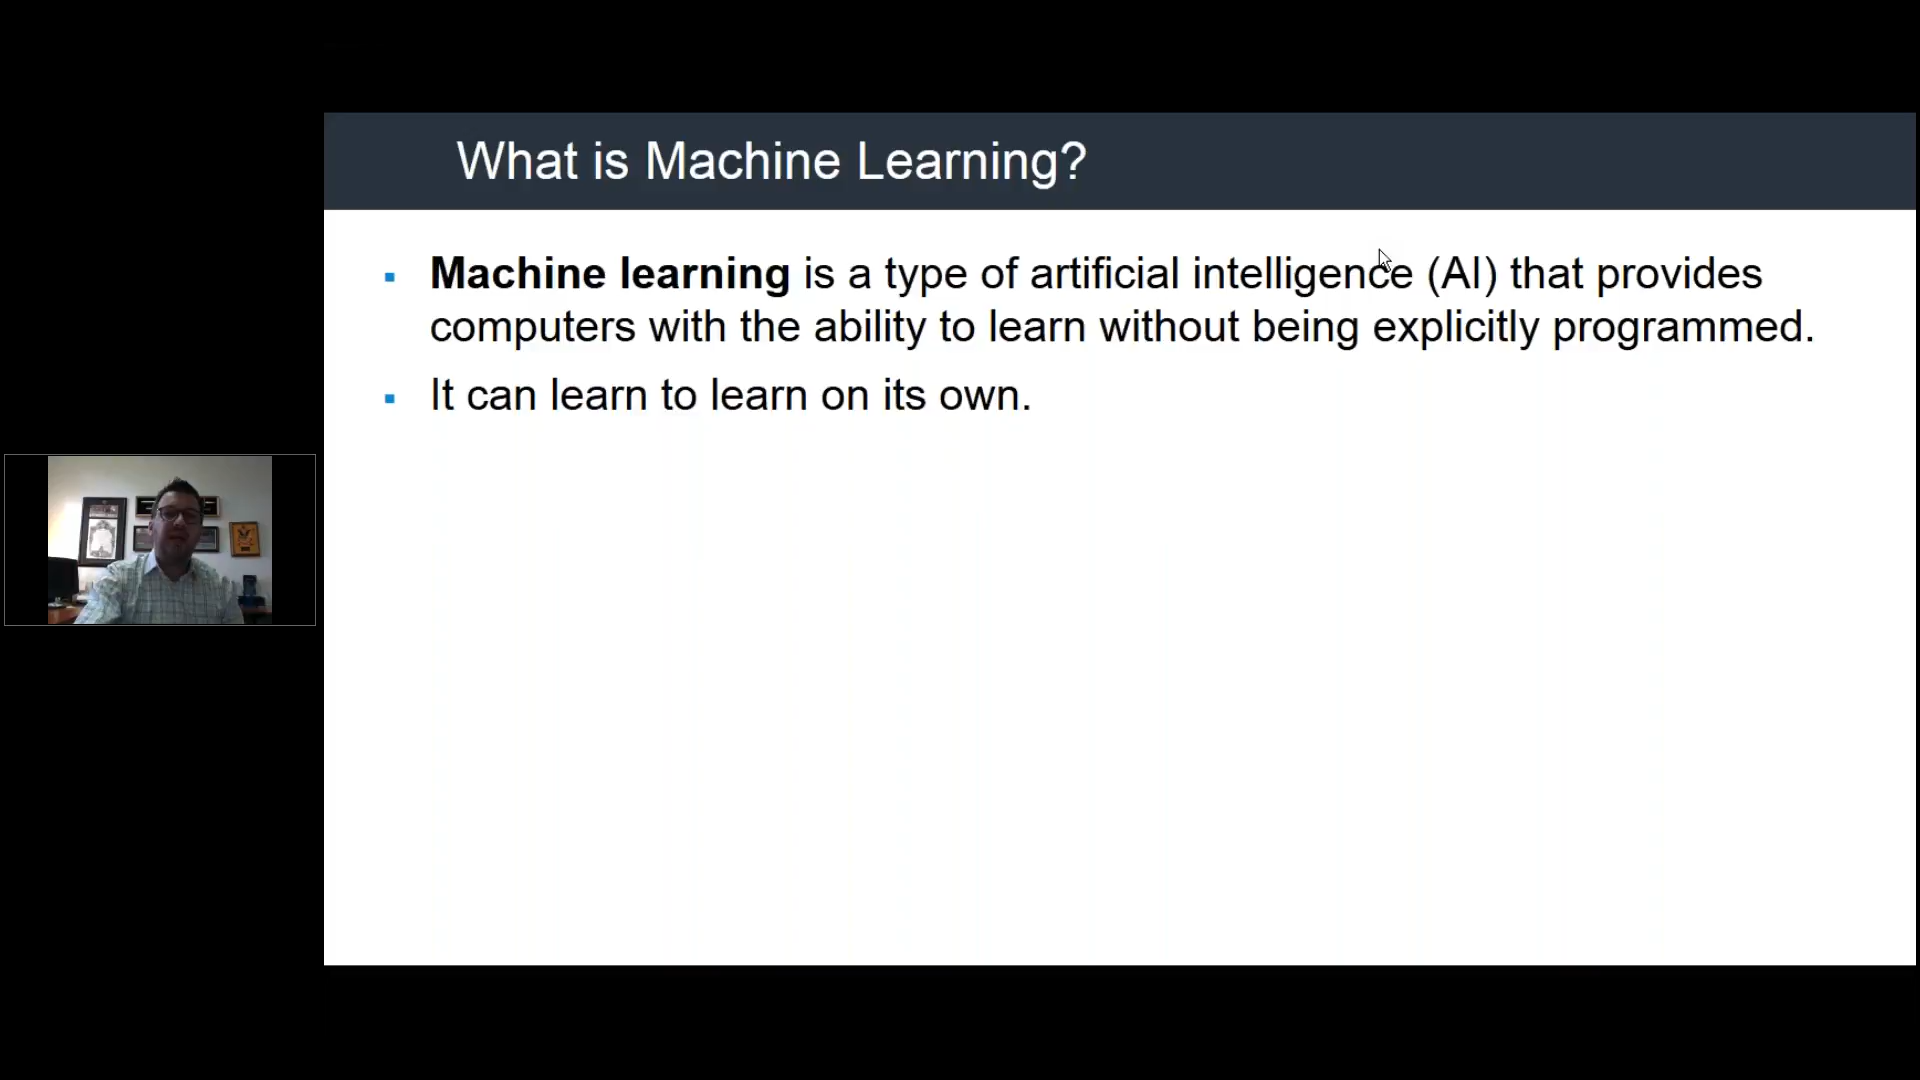 What is Machine Learning?
▪ Machine learning is a type of artificial intelligence (AI) that provides
computers with the ability to learn without being explicitly programmed.
▪ It can learn to learn on its own.